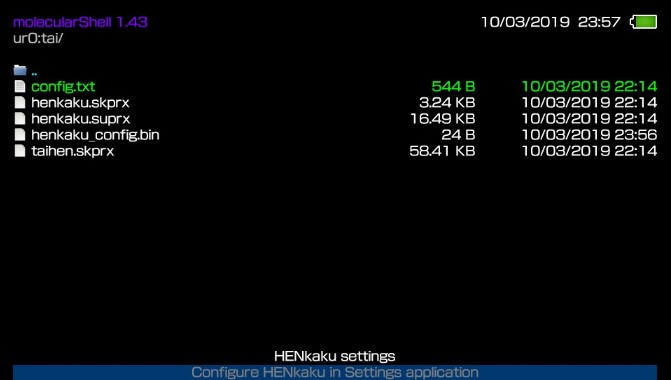 molecularShell 1.43 10/03/2019 23:57
ur0:tai/
..
config.txt 544 B 10/03/2019 22:14
henkaku.skprx 3.24 KB 10/03/2019 22:14
henkaku.suprx 16.49 KB 10/03/2019 22:14
henkaku_config.bin 24 B 10/03/2019 23:56
taihen.skprx 58.41 KB 10/03/2019 22:14
HENkaku settings
Configure HENkaku in Settings application